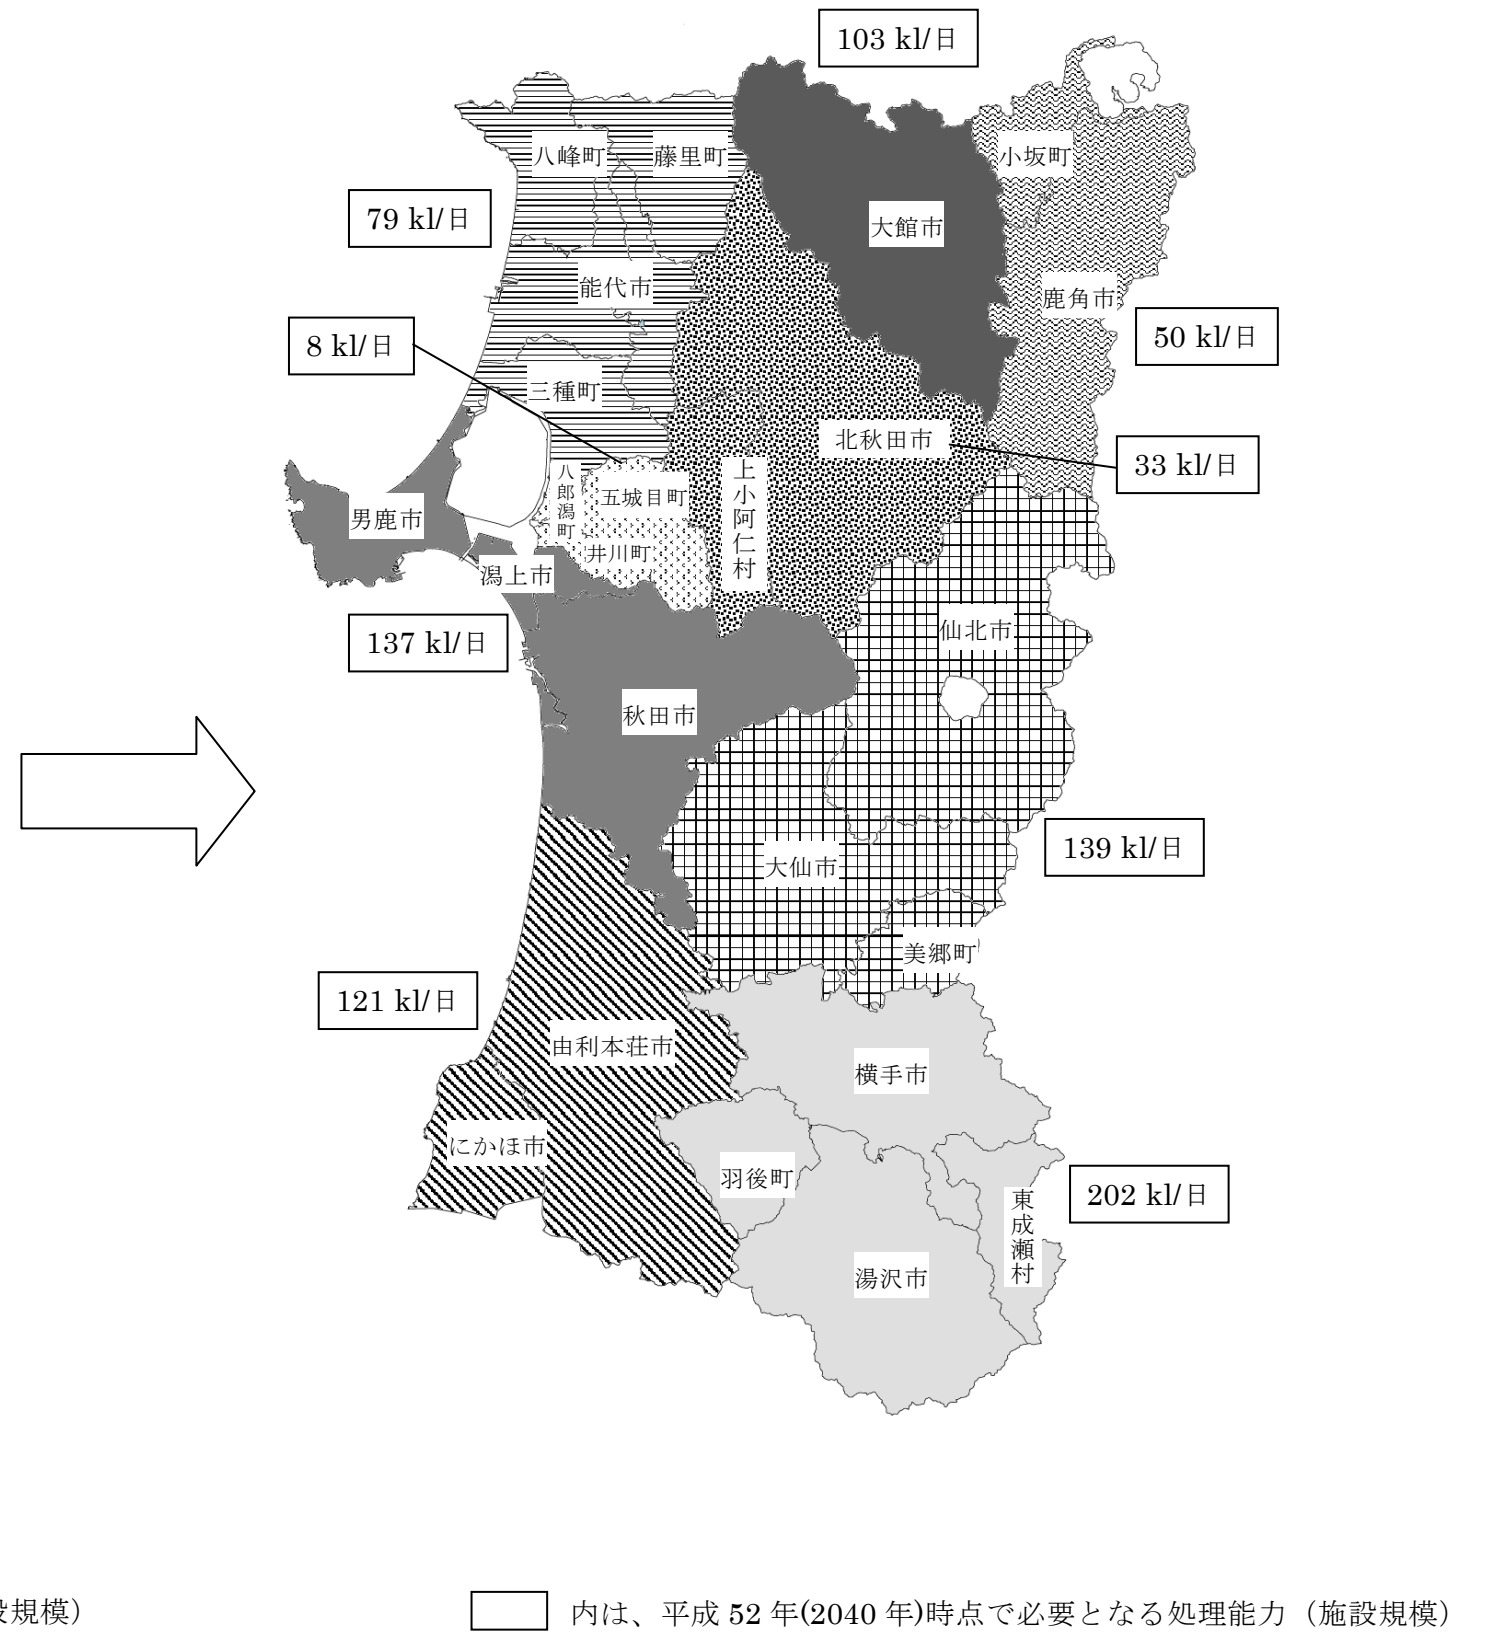 103 kl/日
八峰町
藤里町
小坂町
79 kl/日
大館市
能代市
鹿角市
50 kl/日
8 kl/日
三種町
北秋田市
33 kl/日
八郎潟町
五城目町
上小阿仁村
男鹿市
井川町
潟上市
137 kl/日
仙北市
秋田市
139 kl/日
大仙市
美郷町
121 kl/日
由利本荘市
横手市
にかほ市
羽後町
202 kl/日
東成瀬村
湯沢市
規模）
内は、平成 52 年(2040 年)時点で必要となる処理能力（施設規模）